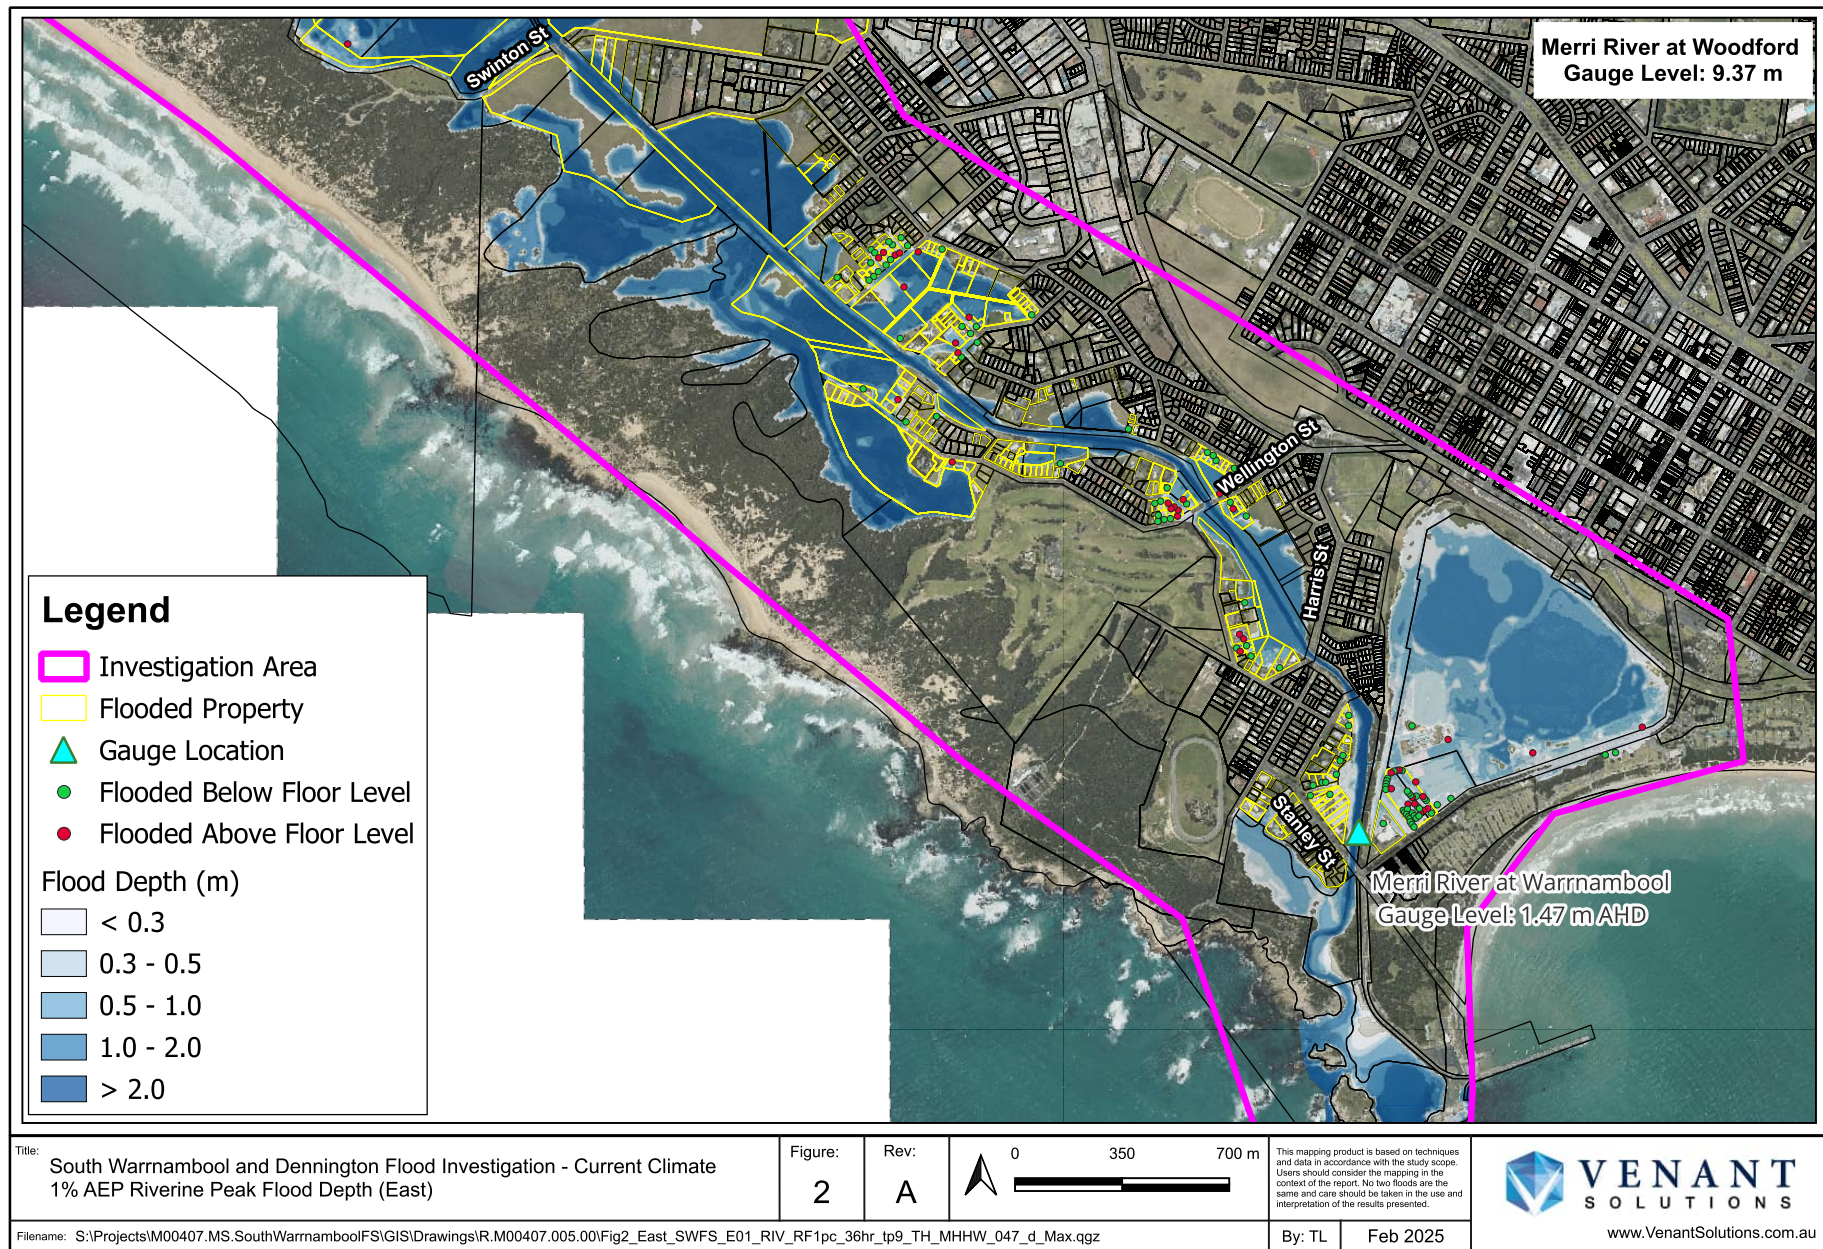 Merri River at Woodford
Gauge Level: 9.37 m
Swinton St
Wellington St
Harris St
Stanley St
Merri River at Warrnambool
Gauge Level: 1.47 m AHD
Legend
Investigation Area
Flooded Property
Gauge Location
Flooded Below Floor Level
Flooded Above Floor Level
Flood Depth (m)
< 0.3
0.3 - 0.5
0.5 - 1.0
1.0 - 2.0
> 2.0
Title:
South Warrnambool and Dennington Flood Investigation - Current Climate
1% AEP Riverine Peak Flood Depth (East)
Figure:
2
Rev:
A
0 350 700 m
This mapping product is based on techniques
and data in accordance with the study scope.
Users should consider the mapping in the
context of the report. No two floods are the
same and care should be taken in the use and
interpretation of the results presented.
VENANT
SOLUTIONS
www.VenantSolutions.com.au
Filename: S:\Projects\M00407.MS.SouthWarrnamboolFS\GIS\Drawings\R.M00407.005.00\Fig2_East_SWFS_E01_RIV_RF1pc_36hr_tp9_TH_MHHW_047_d_Max.qgz
By: TL
Feb 2025